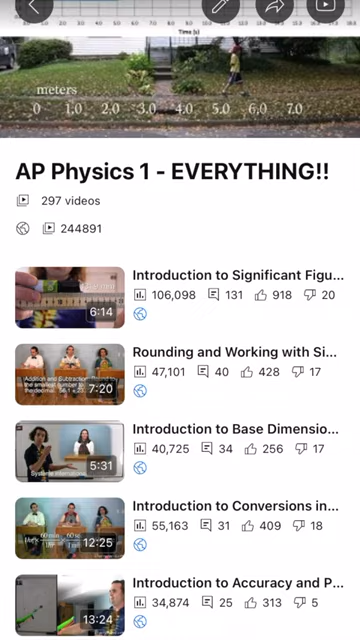 Time (s)
meters
0 1.0 2.0 3.0 4.0 5.0 6.0 7.0
AP Physics 1 - EVERYTHING!!
297 videos
244891
Introduction to Significant Figu...
106,098 131 918 20
6:14
Rounding and Working with Si...
47,101 40 428 17
Addition and Subtraction
7:20
Introduction to Base Dimensio...
40,725 34 256 17
5:31
Introduction to Conversions in...
55,163 31 409 18
12:25
Introduction to Accuracy and P...
34,874 25 313 5
13:24